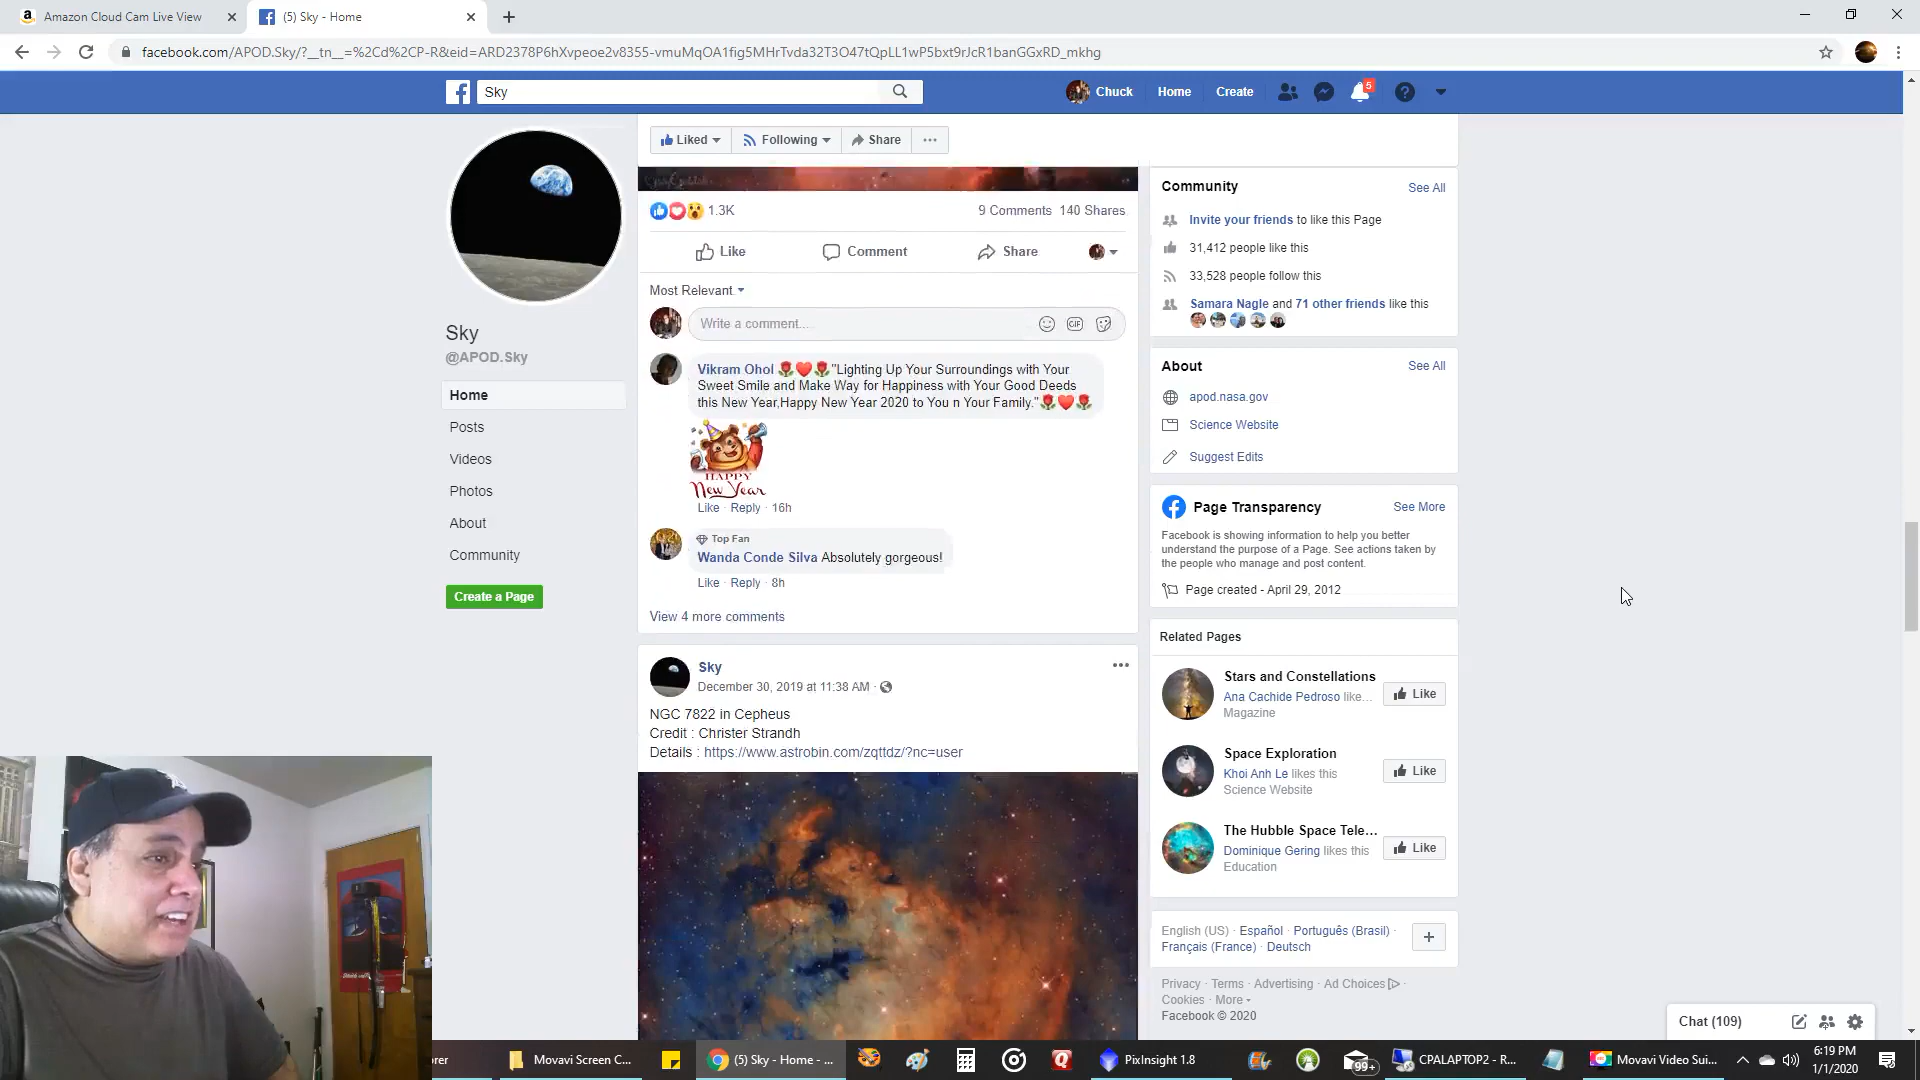 Amazon Cloud Cam Live View
(5) Sky - Home
facebook.com/APOD.Sky/?__tn__=%2Cd%2CP-R&eid=ARD2378P6hXvpeoe2v8355-vmuMqOA1fig5MHrTvda32T3O47tQpLL1wP5bxt9rJcR1banGGxRD_mkhg
Sky
Chuck
Home
Create
5
Liked
Following
Share
Sky
@APOD.Sky
Home
Posts
Videos
Photos
About
Community
Create a Page
1.3K
9 Comments 140 Shares
Like
Comment
Share
Most Relevant
Write a comment...
GIF
Vikram Ohol "Lighting Up Your Surroundings with Your
Sweet Smile and Make Way for Happiness with Your Good Deeds
this New Year,Happy New Year 2020 to You n Your Family."
HAPPY
New Year
Like · Reply · 16h
Top Fan
Wanda Conde Silva Absolutely gorgeous!
Like · Reply · 8h
View 4 more comments
Sky
December 30, 2019 at 11:38 AM ·
NGC 7822 in Cepheus
Credit : Christer Strandh
Details : https://www.astrobin.com/zqttdz/?nc=user
Community
See All
Invite your friends to like this Page
31,412 people like this
33,528 people follow this
Samara Nagle and 71 other friends like this
About
See All
apod.nasa.gov
Science Website
Suggest Edits
Page Transparency
See More
Facebook is showing information to help you better
understand the purpose of a Page. See actions taken by
the people who manage and post content.
Page created - April 29, 2012
Related Pages
Stars and Constellations
Ana Cachide Pedroso like...
Magazine
Like
Space Exploration
Khoi Anh Le likes this
Science Website
Like
The Hubble Space Tele...
Dominique Gering likes this
Education
Like
English (US) · Español · Português (Brasil) ·
Français (France) · Deutsch
Privacy · Terms · Advertising · Ad Choices ·
Cookies · More
Facebook © 2020
Chat (109)
orer
Movavi Screen C...
(5) Sky - Home - ...
PixInsight 1.8
99+
CPALAPTOP2 - R...
Movavi Video Sui...
6:19 PM
1/1/2020